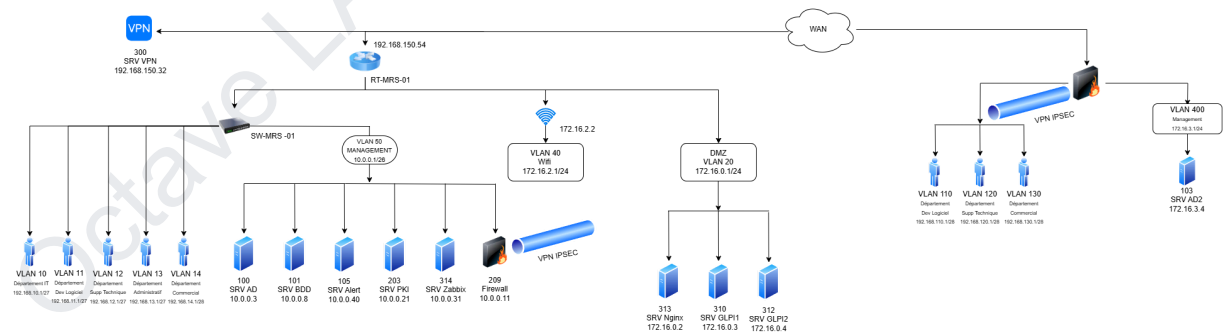 VPN
300
SRV VPN
192.168.150.32
192.168.150.54
RT-MRS-01
WAN
SW-MRS -01
VLAN 50
MANAGEMENT
10.0.0.1/26
172.16.2.2
VLAN 40
Wifi
172.16.2.1/24
DMZ
VLAN 20
172.16.0.1/24
VPN IPSEC
VLAN 400
Management
172.16.3.1/24
VLAN 110
Département
Dev Logiciel
192.168.110.1/26
VLAN 120
Département
Supp Technique
192.168.120.1/26
VLAN 130
Département
Commercial
192.168.130.1/26
103
SRV AD2
172.16.3.4
VLAN 10
Département IT
192.168.10.1/27
VLAN 11
Département
Dev Logiciel
192.168.11.1/27
VLAN 12
Département
Supp Technique
192.168.12.1/27
VLAN 13
Département
Administratif
192.168.13.1/27
VLAN 14
Département
Commercial
192.168.14.1/26
100
SRV AD
10.0.0.3
101
SRV BDD
10.0.0.8
105
SRV Alert
10.0.0.40
203
SRV PKI
10.0.0.21
314
SRV Zabbix
10.0.0.31
209
Firewall
10.0.0.11
VPN IPSEC
313
SRV Nginx
172.16.0.2
310
SRV GLPI1
172.16.0.3
312
SRV GLPI2
172.16.0.4
Octave